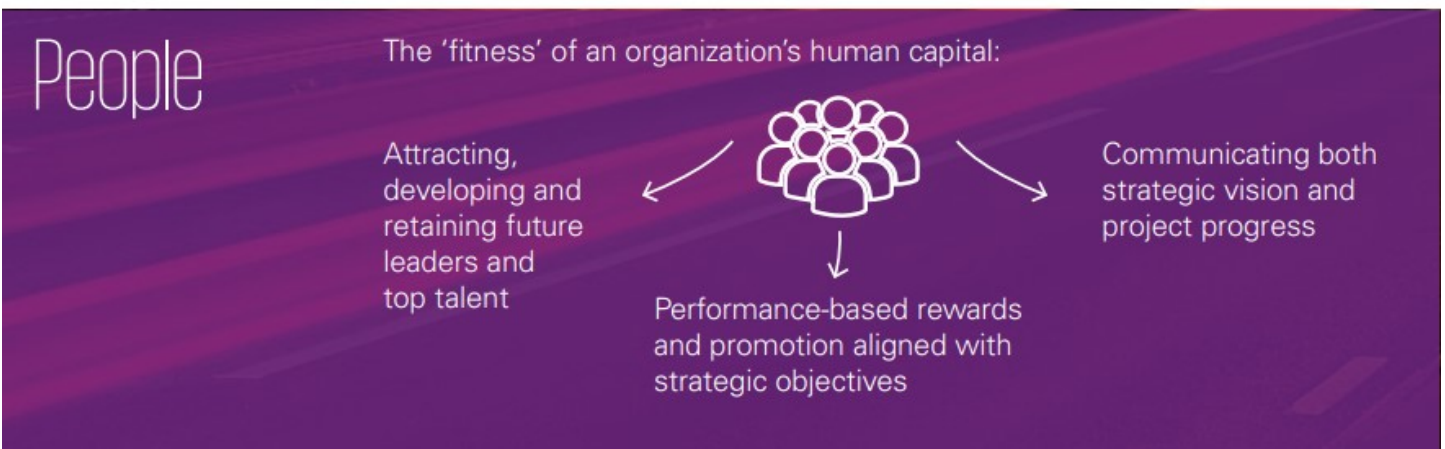 People
The ‘fitness’ of an organization’s human capital:
Attracting,
developing and
retaining future
leaders and
top talent
Performance-based rewards
and promotion aligned with
strategic objectives
Communicating both
strategic vision and
project progress